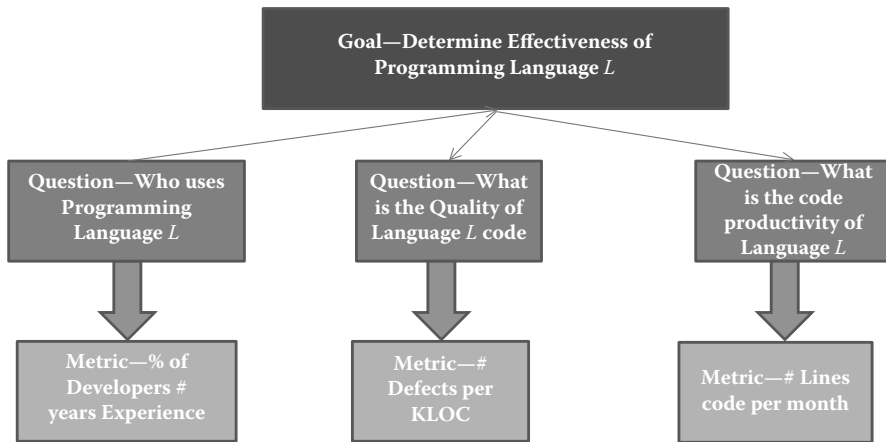 Goal—Determine Effectiveness of
Programming Language L
Question—Who uses
Programming
Language L
Question—What
is the Quality of
Language L code
Question—What
is the code
productivity of
Language L
Metric—% of
Developers #
years Experience
Metric—#
Defects per
KLOC
Metric—# Lines
code per month